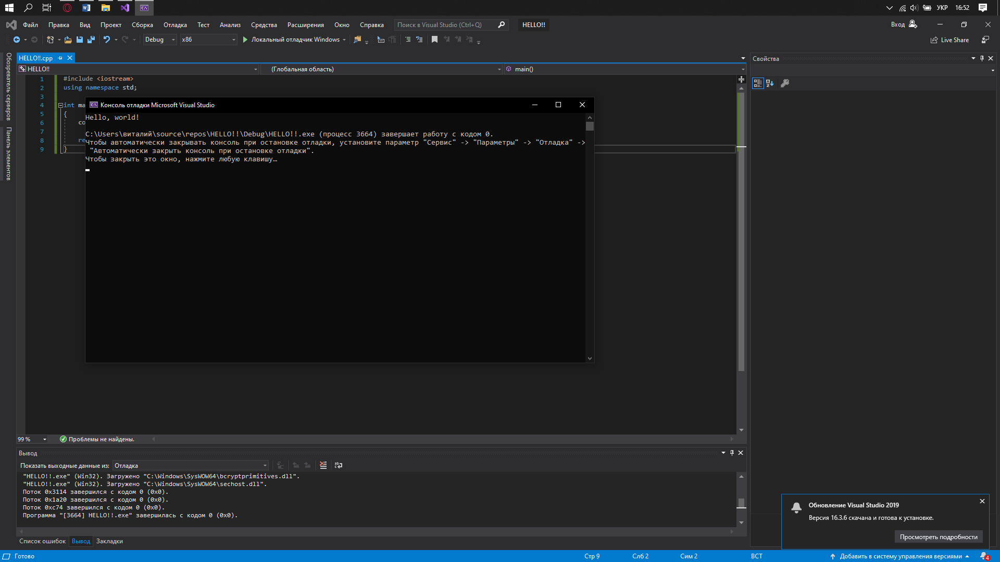 УКР 16:52
Файл Правка Вид Проект Сборка Отладка Тест Анализ Средства Расширения Окно Справка Поиск в Visual Studio (Ctrl+Q) HELLO!! Вход
Debug x86 Локальный отладчик Windows Live Share
Обозреватель серверов
Панель элементов
HELLO!!.cpp
HELLO!! (Глобальная область) main()
1 #include <iostream>
2 using namespace std;
3
4 int ma
5 {
6 co
7
8 re
9 }
Консоль отладки Microsoft Visual Studio
Hello, world!
C:\Users\виталий\source\repos\HELLO!!\Debug\HELLO!!.exe (процесс 3664) завершает работу с кодом 0.
Чтобы автоматически закрывать консоль при остановке отладки, установите параметр "Сервис" -> "Параметры" -> "Отладка" ->
"Автоматически закрыть консоль при остановке отладки".
Чтобы закрыть это окно, нажмите любую клавишу…
Свойства
99 % Проблемы не найдены.
Вывод
Показать выходные данные из: Отладка
"HELLO!!.exe" (Win32). Загружено "C:\Windows\SysWOW64\bcryptprimitives.dll".
"HELLO!!.exe" (Win32). Загружено "C:\Windows\SysWOW64\sechost.dll".
Поток 0x3114 завершился с кодом 0 (0x0).
Поток 0x1a20 завершился с кодом 0 (0x0).
Поток 0xc74 завершился с кодом 0 (0x0).
Программа "[3664] HELLO!!.exe" завершилась с кодом 0 (0x0).
Список ошибок Вывод Закладки
Обновление Visual Studio 2019
Версия 16.3.6 скачана и готова к установке.
Просмотреть подробности
Готово Стр 9 Слб 2 Сим 2 ВСТ Добавить в систему управления версиями 4